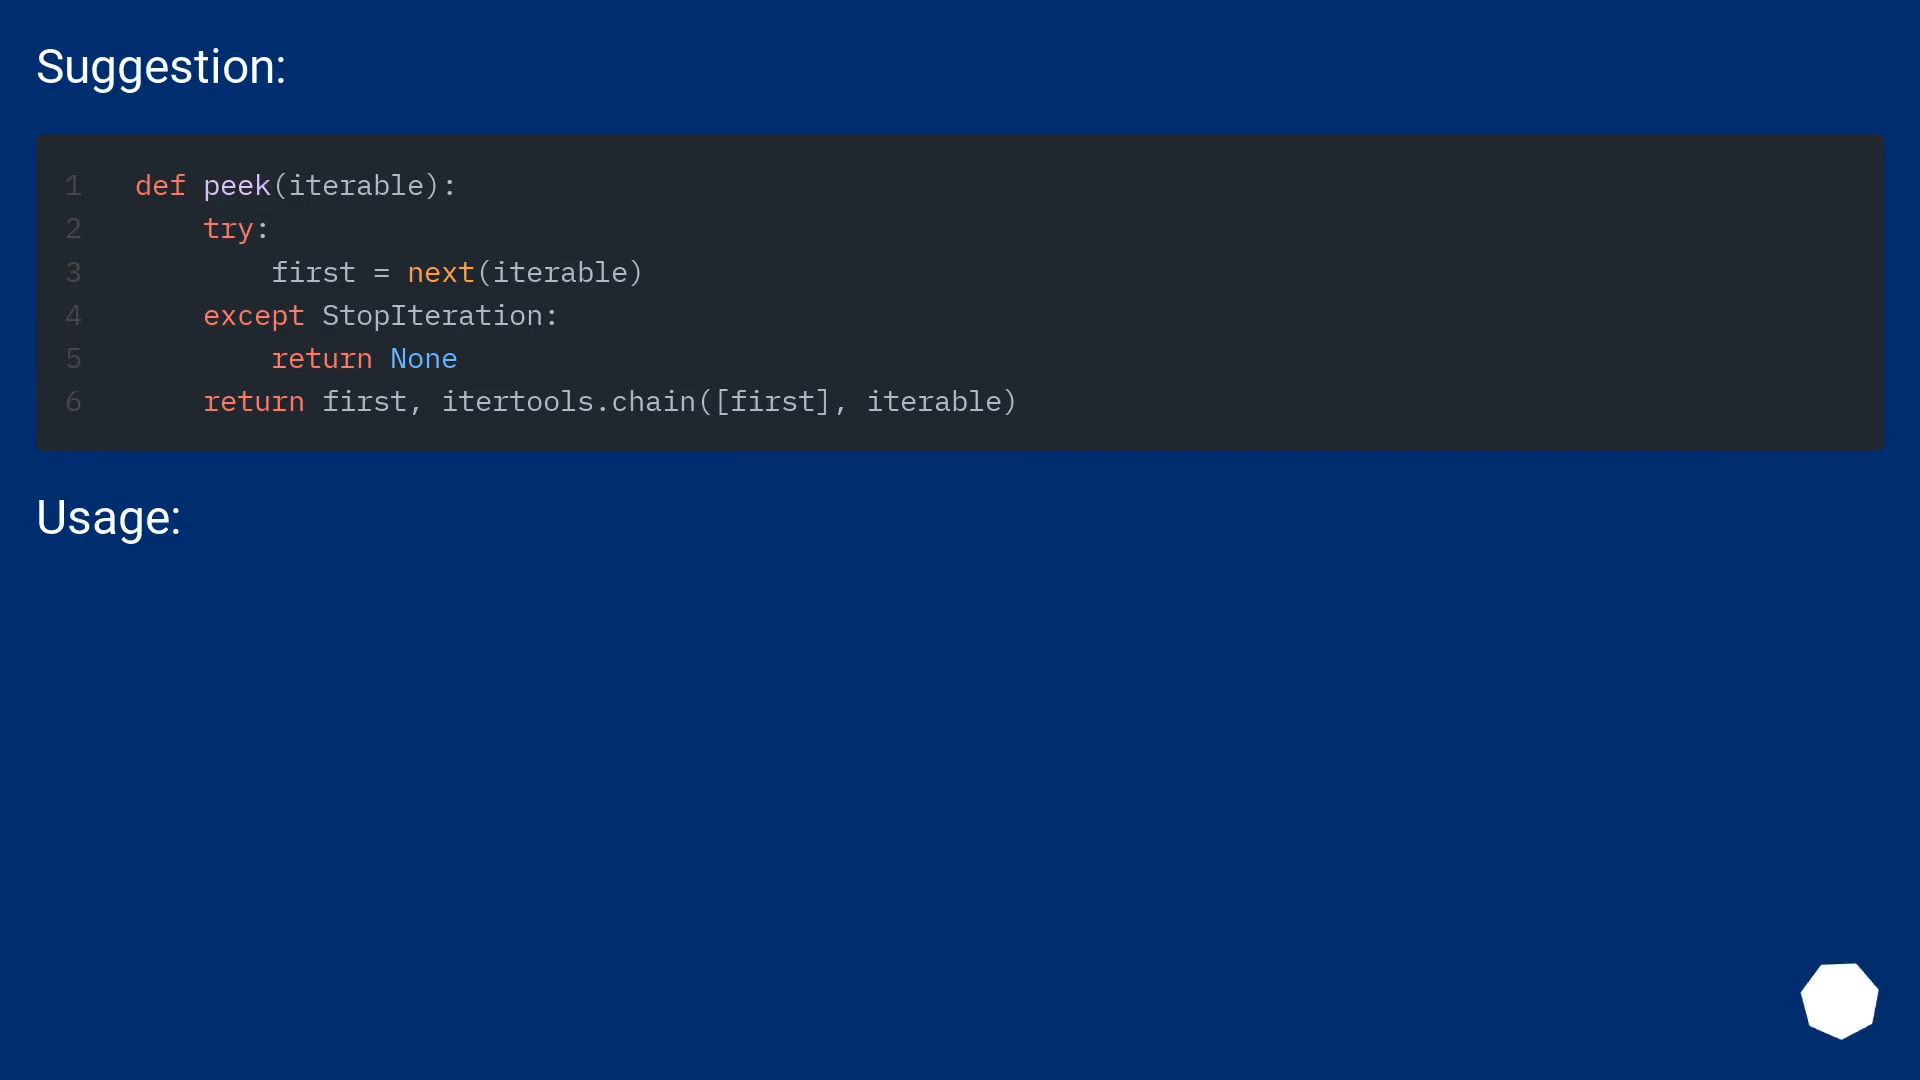 Suggestion:
1 def peek(iterable):
2 try:
3 first = next(iterable)
4 except StopIteration:
5 return None
6 return first, itertools.chain([first], iterable)
Usage: